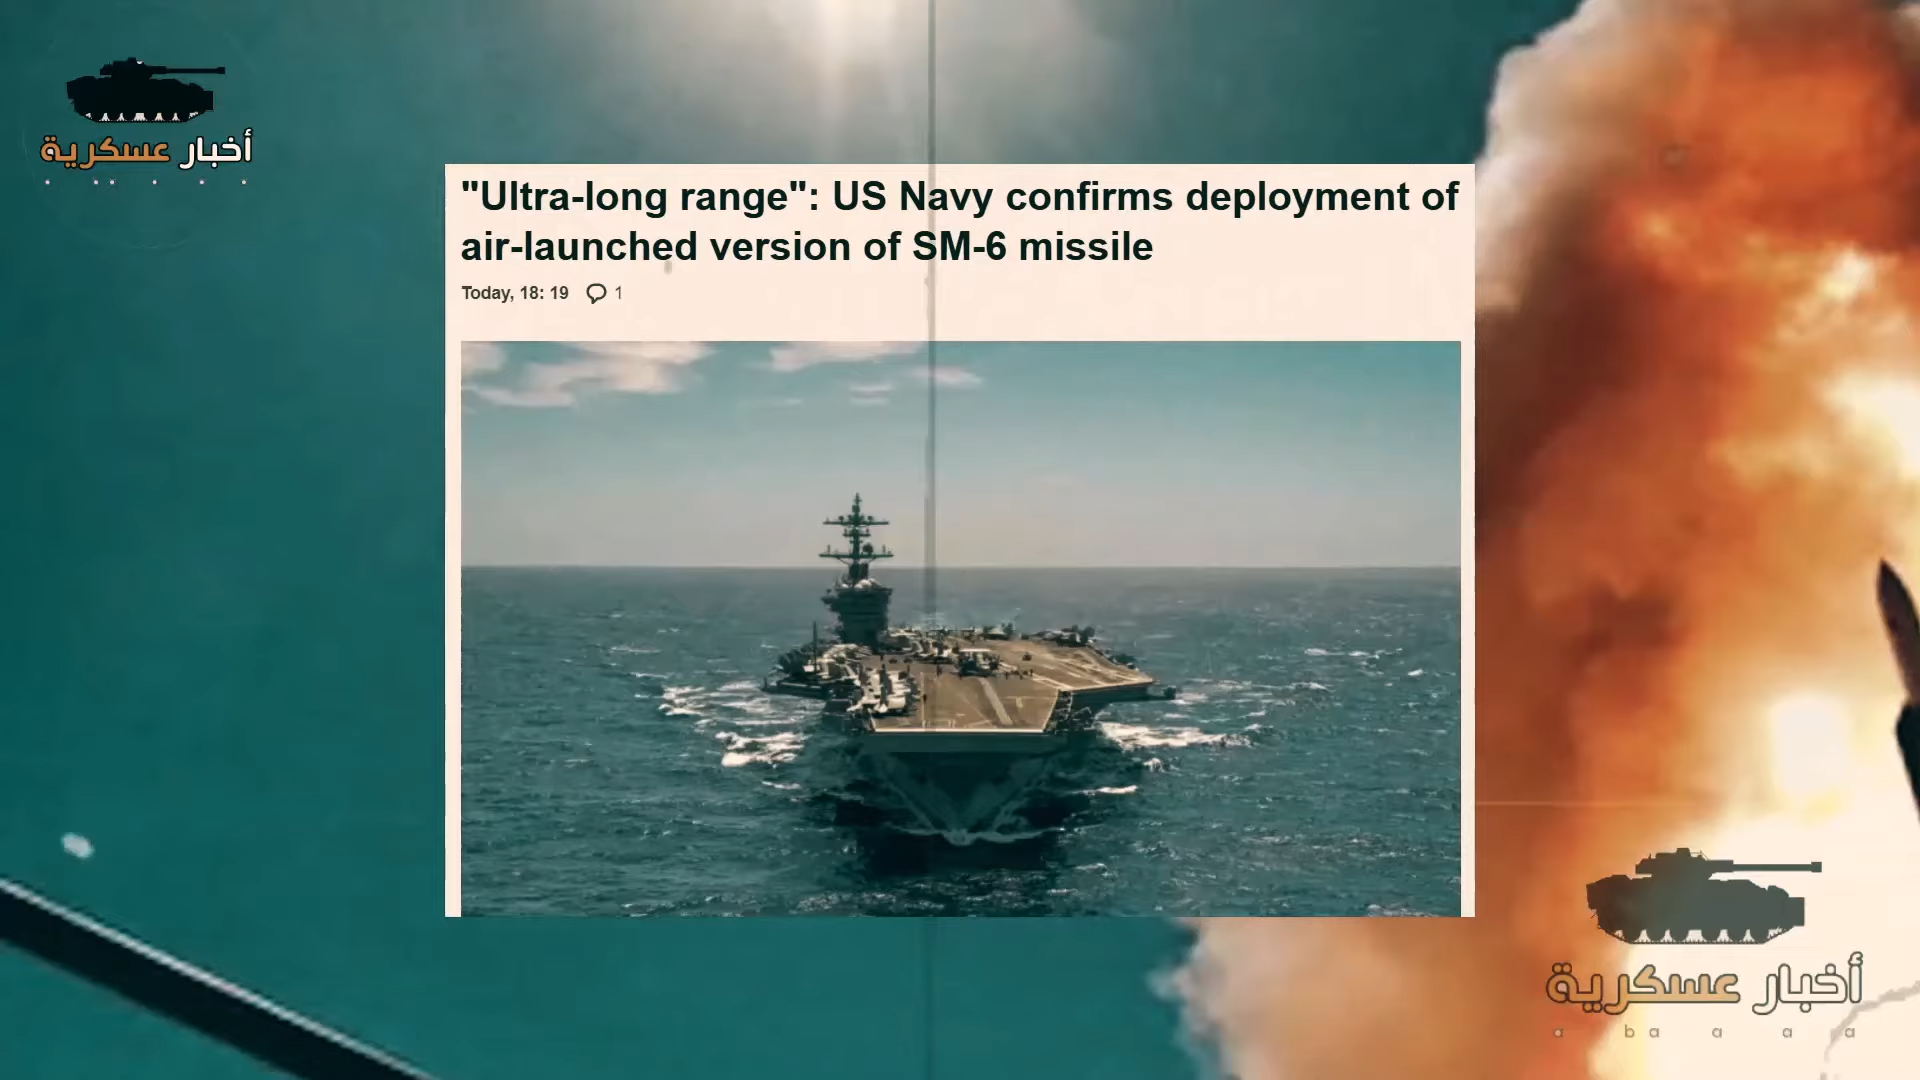 أخبار عسكرية
"Ultra-long range": US Navy confirms deployment of
air-launched version of SM-6 missile
Today, 18: 19 1
أخبار عسكرية